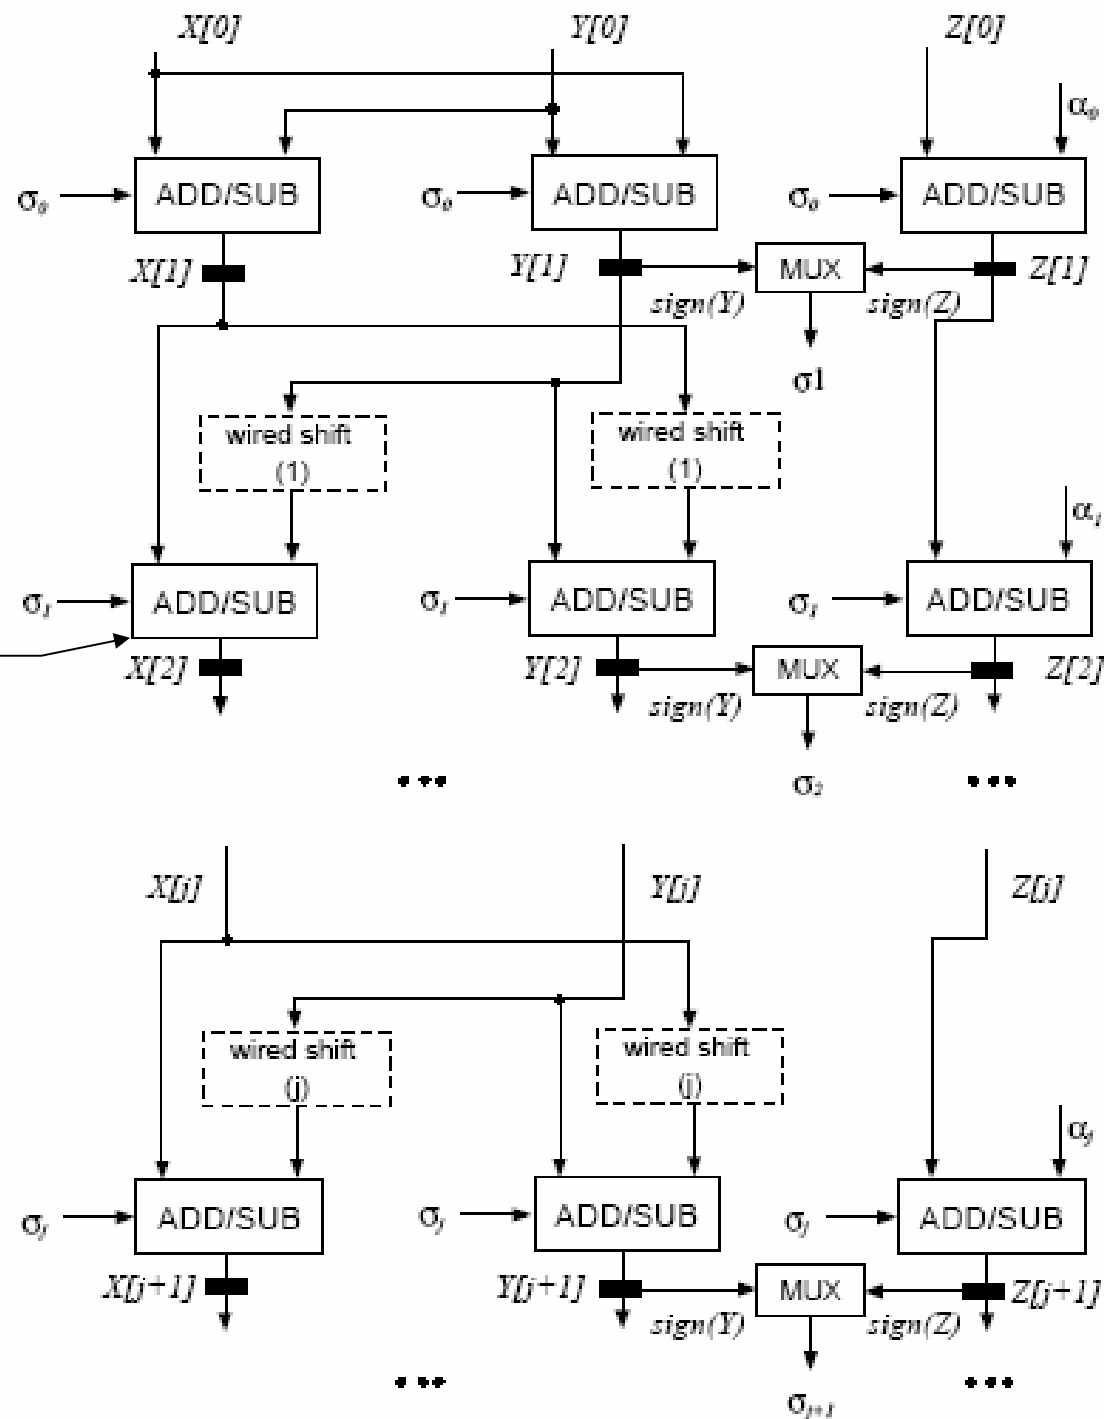 X[0] Y[0] Z[0]
α₀
σ₀ ADD/SUB σ₀ ADD/SUB σ₀ ADD/SUB
X[1] Y[1] MUX Z[1]
sign(Y) sign(Z)
σ1
wired shift wired shift
(1) (1)
α₁
σ₁ ADD/SUB σ₁ ADD/SUB σ₁ ADD/SUB
X[2] Y[2] MUX Z[2]
sign(Y) sign(Z)
σ₂
••• •••
X[j] Y[j] Z[j]
wired shift wired shift
(j) (j)
αⱼ
σⱼ ADD/SUB σⱼ ADD/SUB σⱼ ADD/SUB
X[j+1] Y[j+1] MUX Z[j+1]
sign(Y) sign(Z)
σⱼ₊₁
••• •••